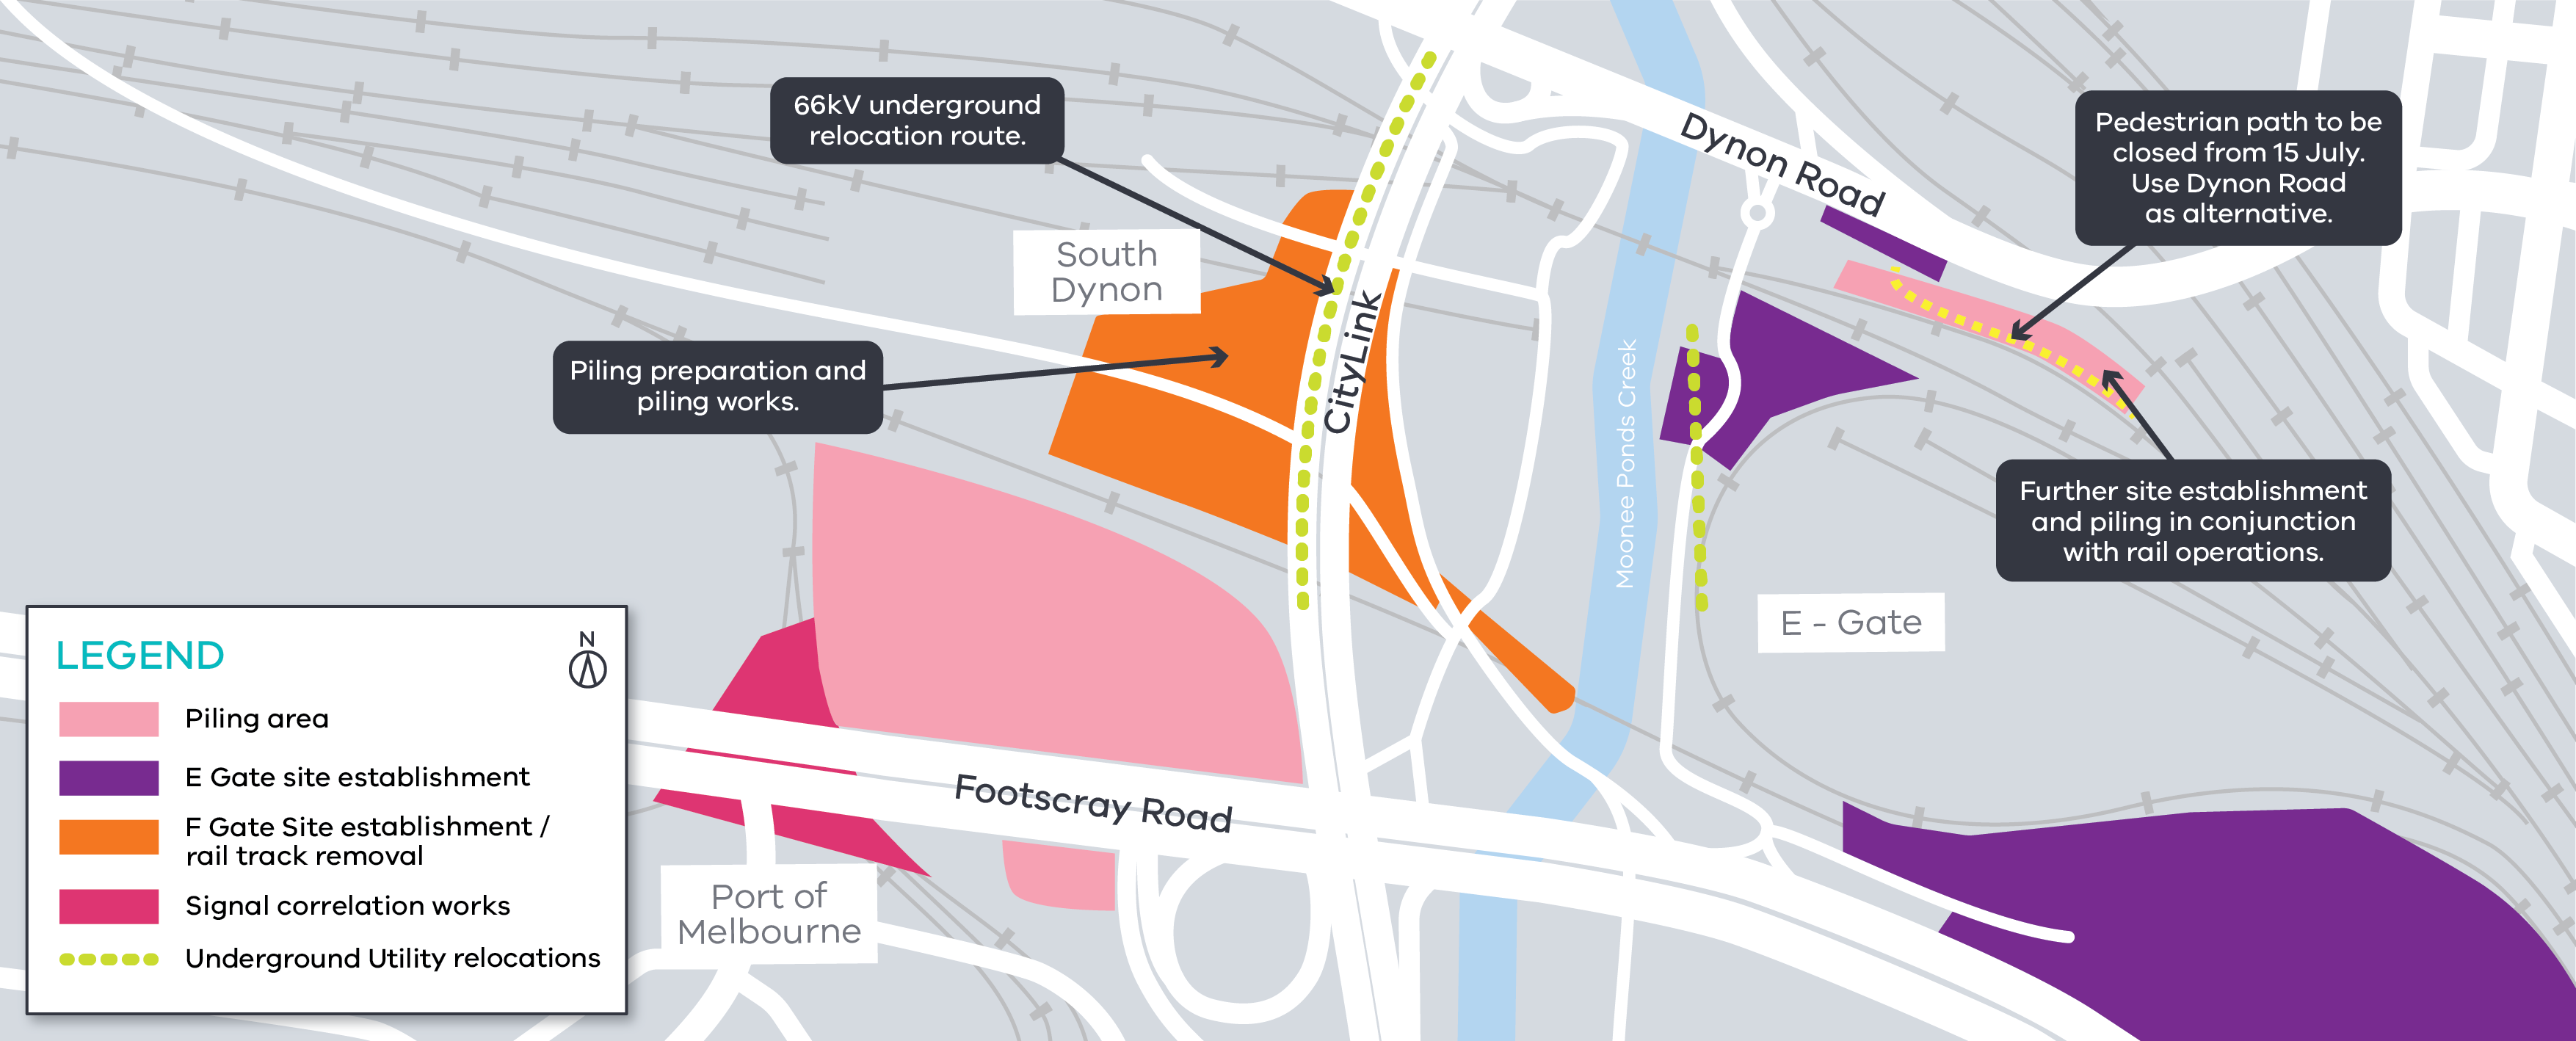 66kV underground
relocation route.
Dynon Road
Pedestrian path to be
closed from 15 July.
Use Dynon Road
as alternative.
South
Dynon
CityLink
Piling preparation and
piling works.
Moonee Ponds Creek
Further site establishment
and piling in conjunction
with rail operations.
E - Gate
Footscray Road
Port of
Melbourne
LEGEND
N
Piling area
E Gate site establishment
F Gate Site establishment /
rail track removal
Signal correlation works
Underground Utility relocations